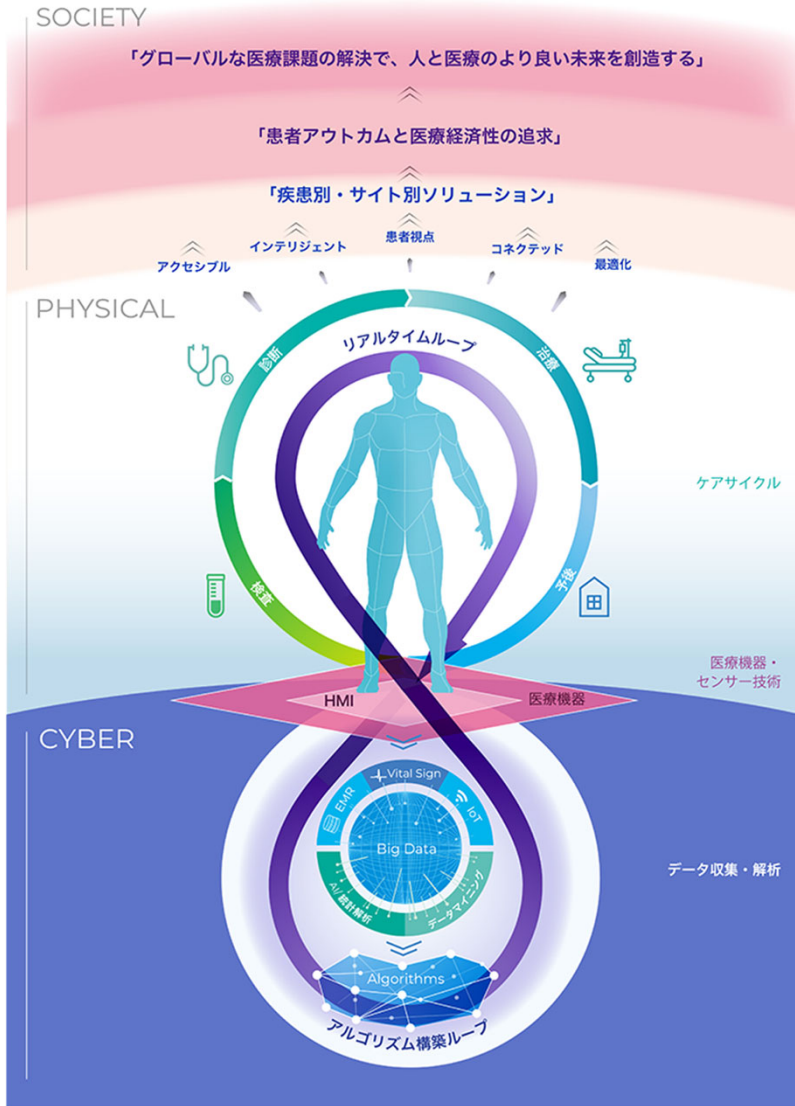 SOCIETY
「グローバルな医療課題の解決で、人と医療のより良い未来を創造する」
「患者アウトカムと医療経済性の追求」
「疾患別・サイト別ソリューション」
アクセシブル
インテリジェント
患者視点
コネクテッド
最適化
PHYSICAL
リアルタイムループ
診断
治療
ケアサイクル
検査
予後
医療機器・
センサー技術
HMI
医療機器
CYBER
Vital Sign
EMR
IoT
Big Data
AI/統計解析
データマイニング
データ収集・解析
Algorithms
アルゴリズム構築ループ